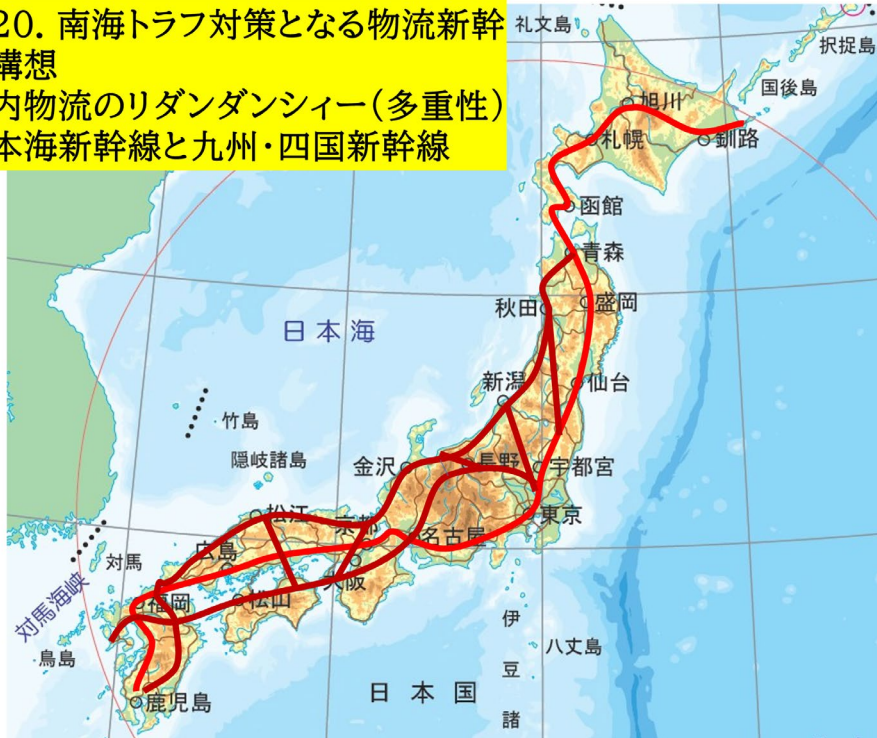 20. 南海トラフ対策となる物流新幹
構想
内物流のリダンダンシィー(多重性)
本海新幹線と九州・四国新幹線
礼文島
択捉島
国後島
旭川
札幌
釧路
函館
青森
秋田
盛岡
日本海
新潟
仙台
竹島
隠岐諸島
金沢
長野
宇都宮
松江
京都
東京
名古屋
広島
対馬
大阪
対馬海峡
福岡
松山
伊豆諸
八丈島
鳥島
日本国
鹿児島